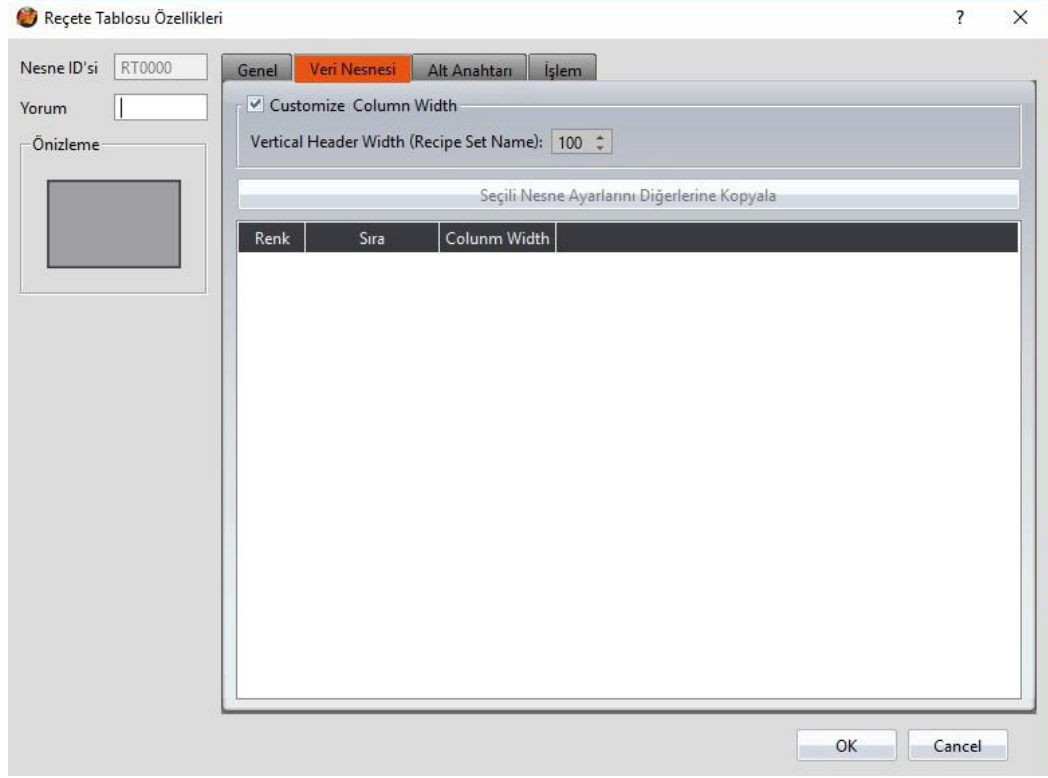 Reçete Tablosu Özellikleri
?
Nesne ID'si RT0000
Yorum
Önizleme
Genel Veri Nesnesi Alt Anahtarı İşlem
Customize Column Width
Vertical Header Width (Recipe Set Name): 100
Seçili Nesne Ayarlarını Diğerlerine Kopyala
Renk Sıra Colunm Width
OK Cancel